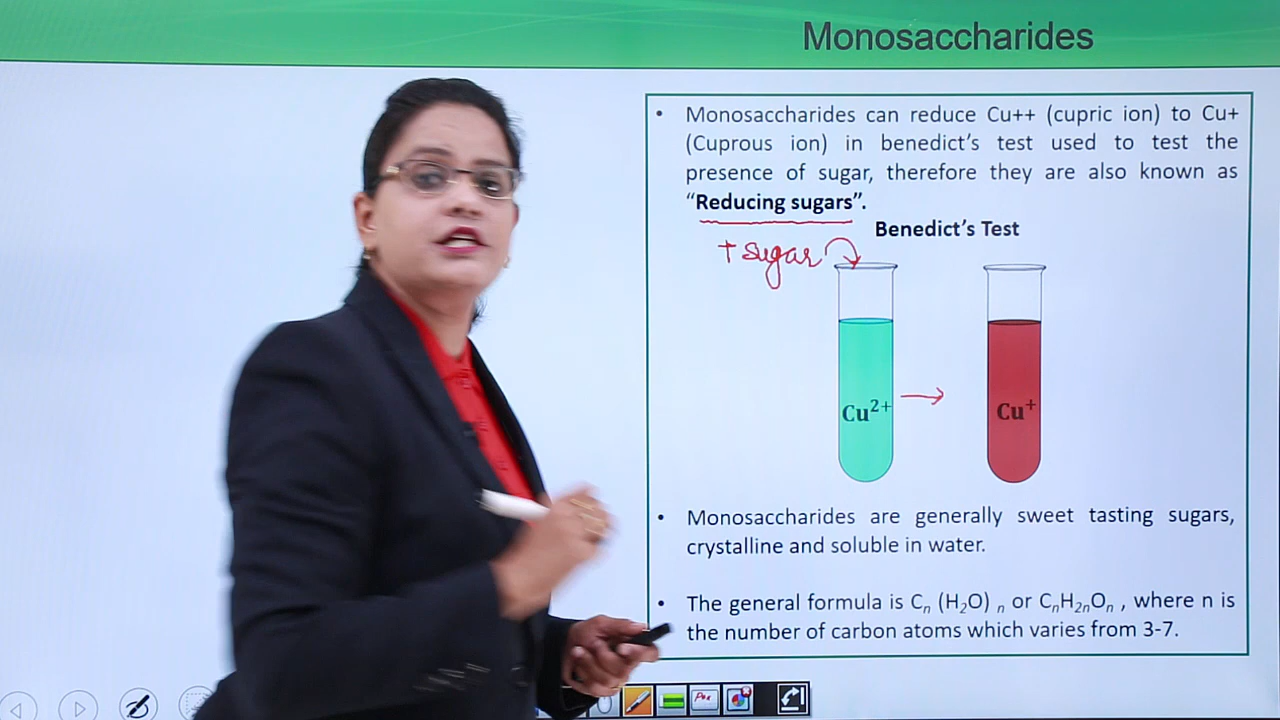 Monosaccharides
• Monosaccharides can reduce Cu++ (cupric ion) to Cu+
(Cuprous ion) in benedict’s test used to test the
presence of sugar, therefore they are also known as
“Reducing sugars”.
Benedict’s Test
+ sugar
Cu²⁺ → Cu⁺
• Monosaccharides are generally sweet tasting sugars,
crystalline and soluble in water.
• The general formula is Cₙ (H₂O) ₙ or CₙH₂ₙOₙ , where n is
the number of carbon atoms which varies from 3-7.
Pen